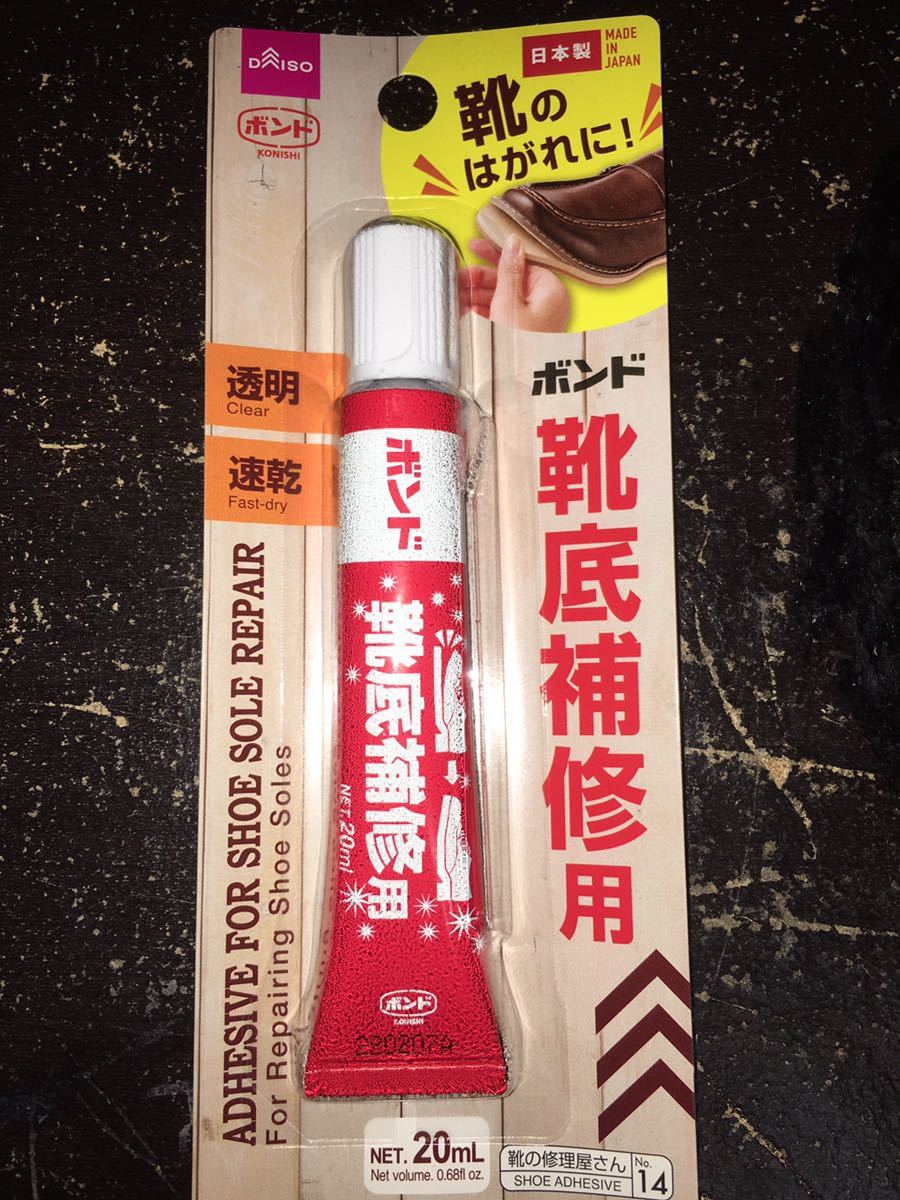 DAISO
ボンド
KONISHI
日本製
MADE
IN
JAPAN
靴の
はがれに!
透明
Clear
速乾
Fast-dry
ADHESIVE FOR SHOE SOLE REPAIR
For Repairing Shoe Soles
ボンド
靴底補修用
ボンド
靴底補修用
NET.20ml
ボンド
KONISHI
NET. 20mL
Net volume. 0.68fl oz.
靴の修理屋さん
SHOE ADHESIVE
No.
14